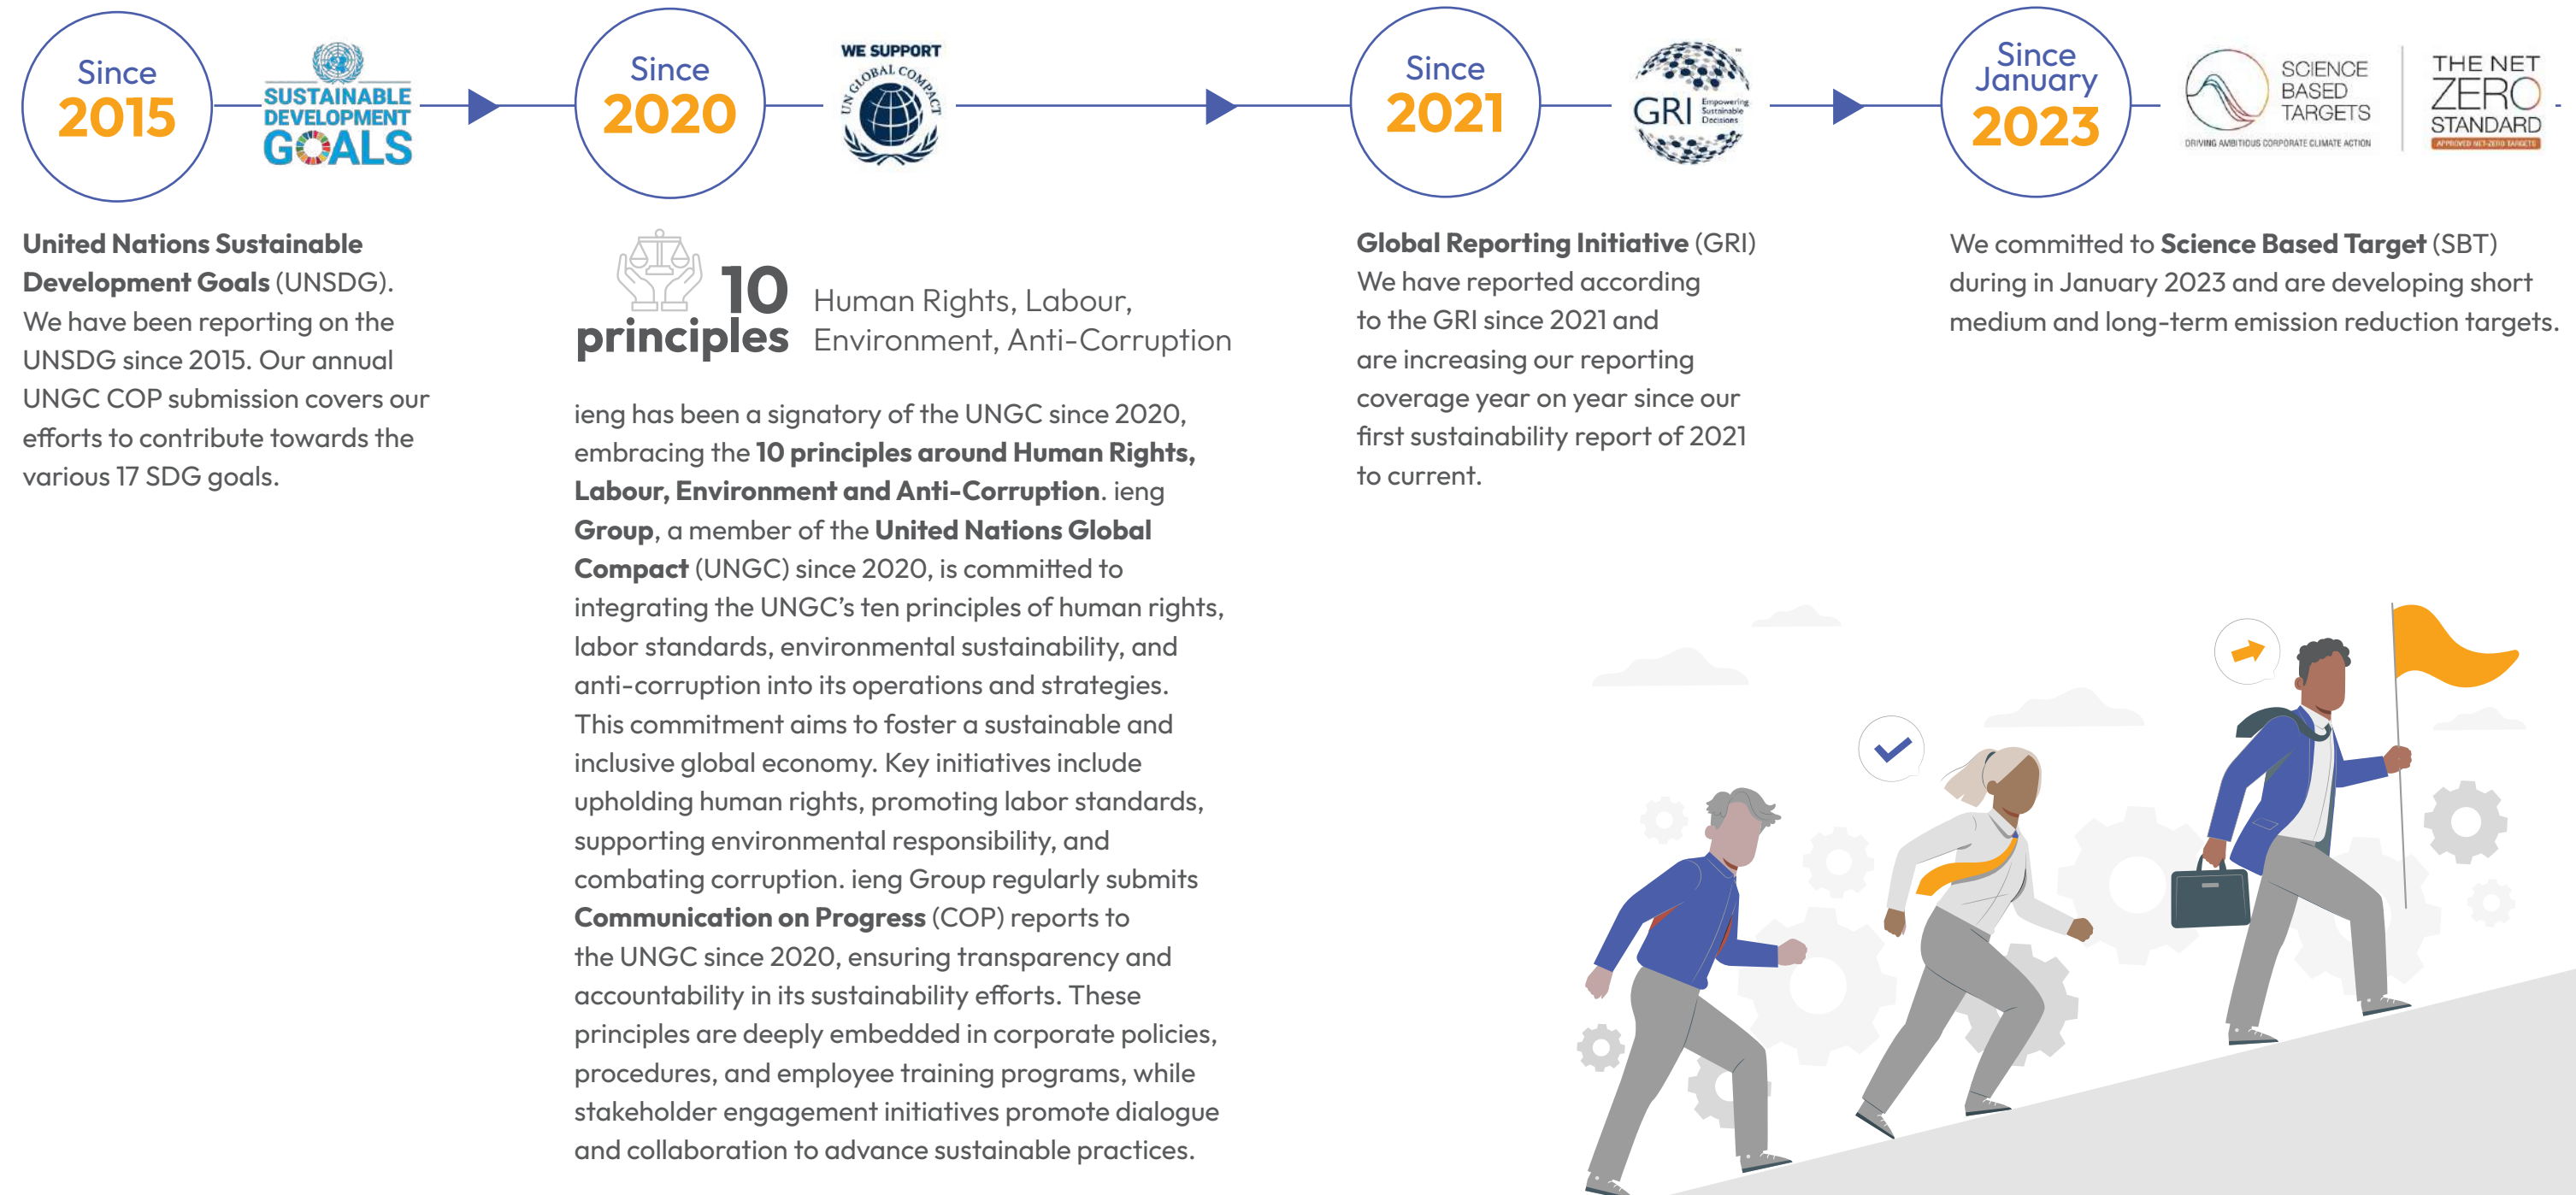 Since
2015
SUSTAINABLE
DEVELOPMENT
GOALS
United Nations Sustainable
Development Goals (UNSDG).
We have been reporting on the
UNSDG since 2015. Our annual
UNGC COP submission covers our
efforts to contribute towards the
various 17 SDG goals.
Since
2020
WE SUPPORT
UN GLOBAL COMPACT
10
principles
Human Rights, Labour,
Environment, Anti-Corruption
ieng has been a signatory of the UNGC since 2020,
embracing the 10 principles around Human Rights,
Labour, Environment and Anti-Corruption. ieng
Group, a member of the United Nations Global
Compact (UNGC) since 2020, is committed to
integrating the UNGC’s ten principles of human rights,
labor standards, environmental sustainability, and
anti-corruption into its operations and strategies.
This commitment aims to foster a sustainable and
inclusive global economy. Key initiatives include
upholding human rights, promoting labor standards,
supporting environmental responsibility, and
combating corruption. ieng Group regularly submits
Communication on Progress (COP) reports to
the UNGC since 2020, ensuring transparency and
accountability in its sustainability efforts. These
principles are deeply embedded in corporate policies,
procedures, and employee training programs, while
stakeholder engagement initiatives promote dialogue
and collaboration to advance sustainable practices.
Since
2021
GRI
Empowering
Sustainable
Decisions
™
Global Reporting Initiative (GRI)
We have reported according
to the GRI since 2021 and
are increasing our reporting
coverage year on year since our
first sustainability report of 2021
to current.
Since
January
2023
SCIENCE
BASED
TARGETS
DRIVING AMBITIOUS CORPORATE CLIMATE ACTION
THE NET
ZERO
STANDARD
APPROVED NET-ZERO TARGETS
We committed to Science Based Target (SBT)
during in January 2023 and are developing short
medium and long-term emission reduction targets.